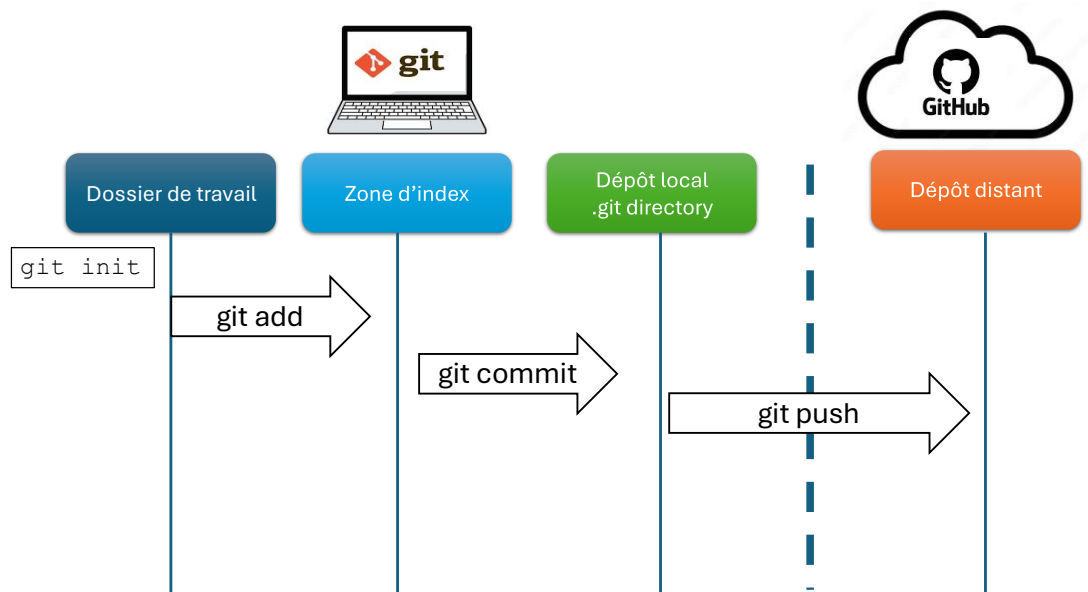 git
GitHub
Dossier de travail
Zone d’index
Dépôt local
.git directory
Dépôt distant
git init
git add
git commit
git push